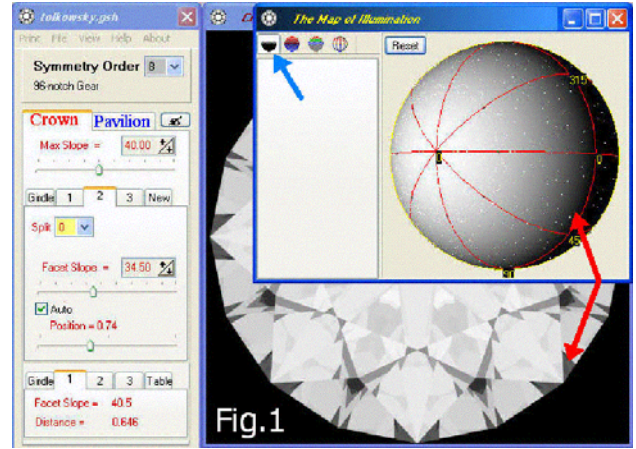 tolkowsky.gsh
Print File View Help About
Symmetry Order 8
96-notch Gear
Crown Pavilion
Max Slope = 40.00
Girdle 1 2 3 New
Split 0
Facet Slope = 34.50
Auto
Position = 0.74
Girdle 1 2 3 Table
Facet Slope = 40.5
Distance = 0.646
The Map of Illumination
Reset
315
0
45
Fig.1